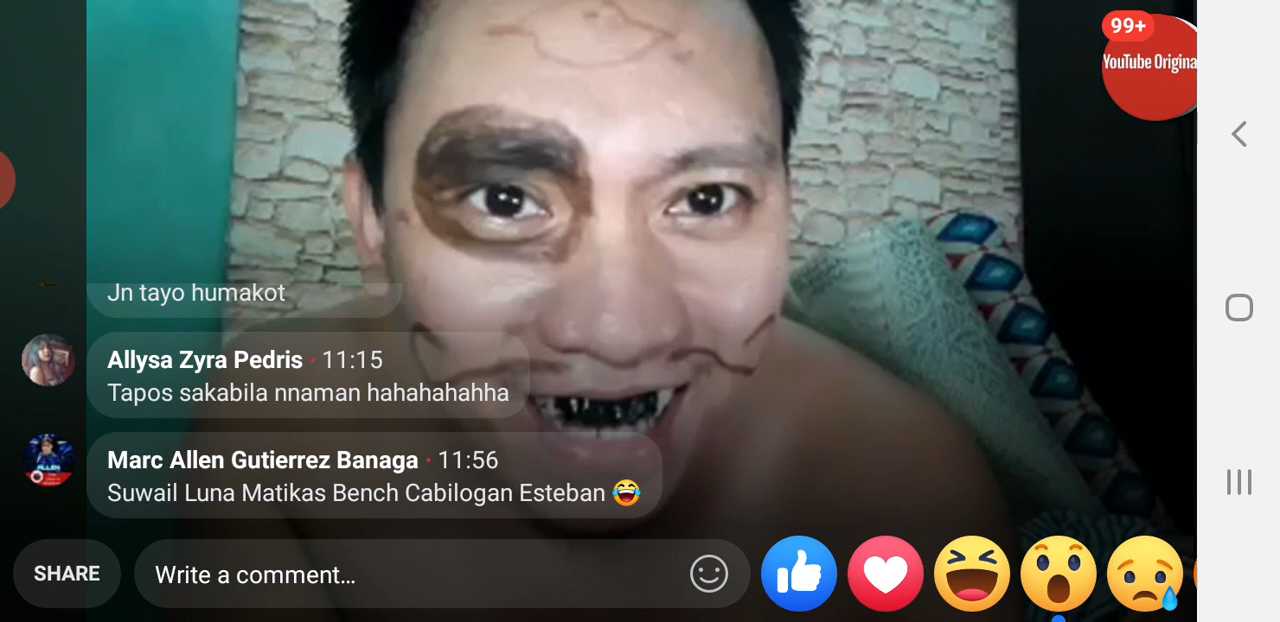 99+
YouTube Origina
Jn tayo humakot
Allysa Zyra Pedris · 11:15
Tapos sakabila nnaman hahahahahha
Marc Allen Gutierrez Banaga · 11:56
Suwail Luna Matikas Bench Cabilogan Esteban 😂
SHARE
Write a comment...